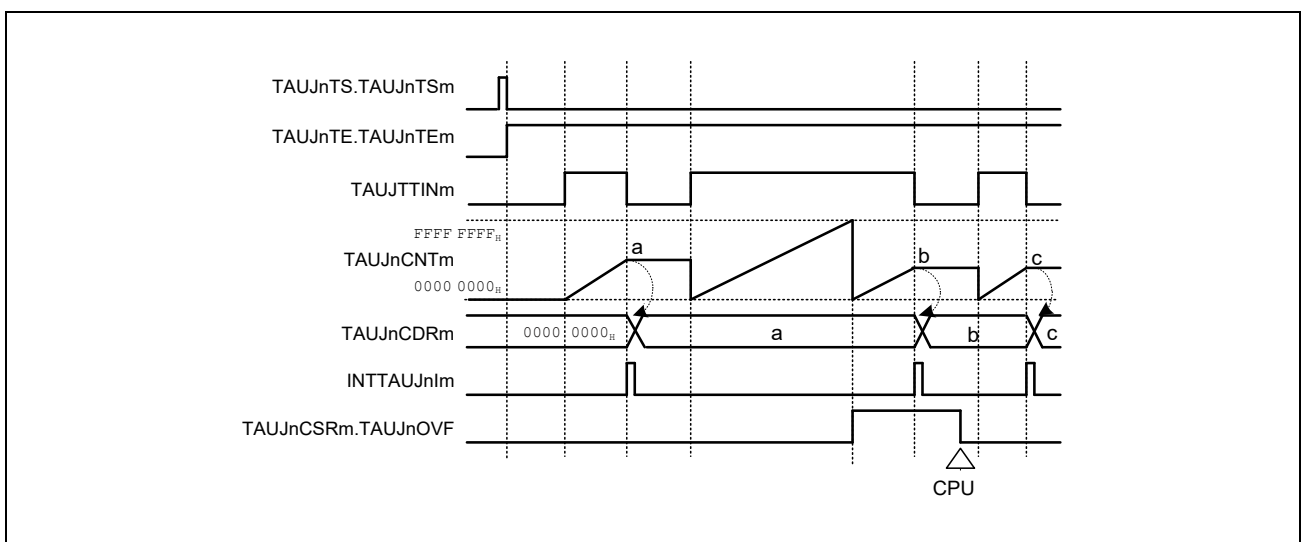 TAUJnTS.TAUJnTSm
TAUJnTE.TAUJnTEm
TAUJTTINm
FFFF FFFFH
TAUJnCNTm
0000 0000H
a
b
c
TAUJnCDRm
0000 0000H
a
b
c
INTTAUJnIm
TAUJnCSRm.TAUJnOVF
CPU